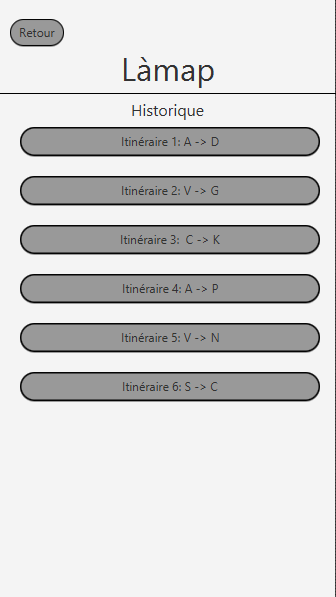 Retour
Làmap
Historique
Itinéraire 1: A -> D
Itinéraire 2: V -> G
Itinéraire 3:  C -> K
Itinéraire 4: A -> P
Itinéraire 5: V -> N
Itinéraire 6: S -> C